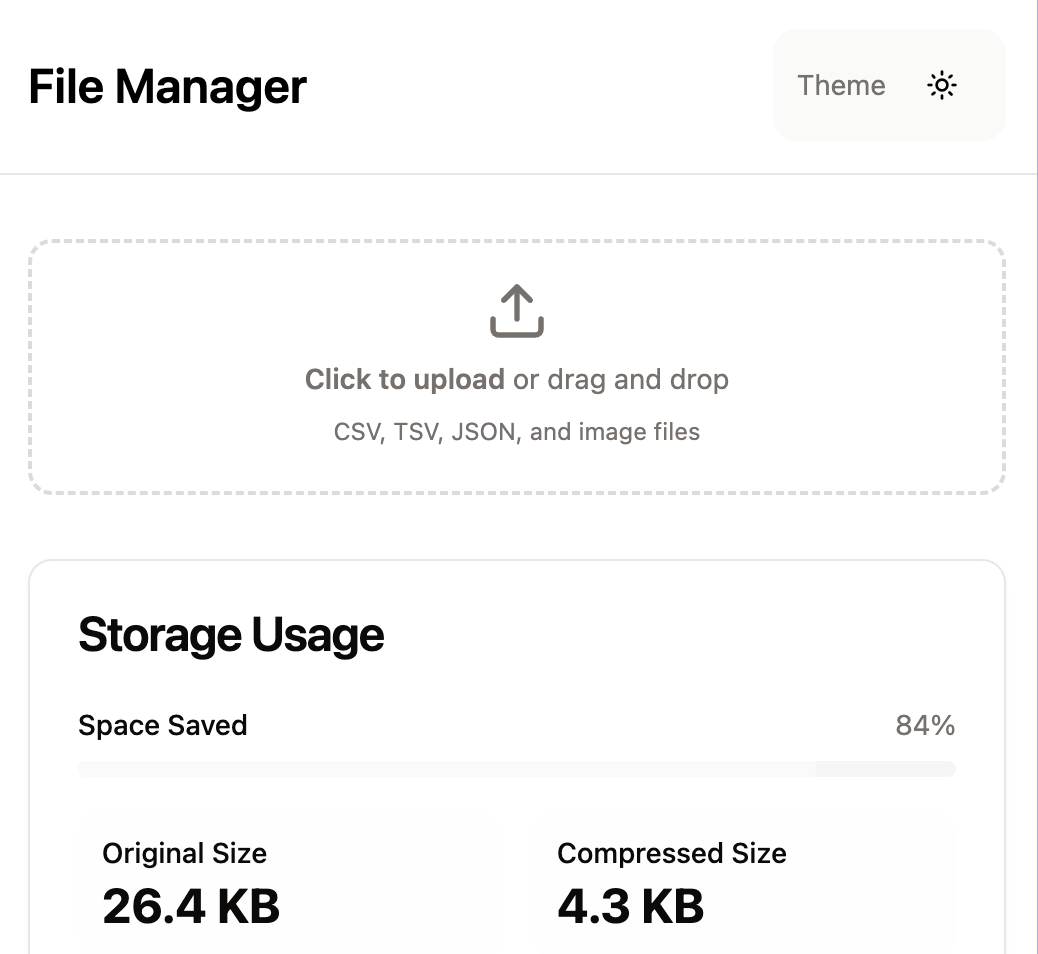 File Manager
Theme
Click to upload or drag and drop
CSV, TSV, JSON, and image files
Storage Usage
Space Saved 84%
Original Size
26.4 KB
Compressed Size
4.3 KB